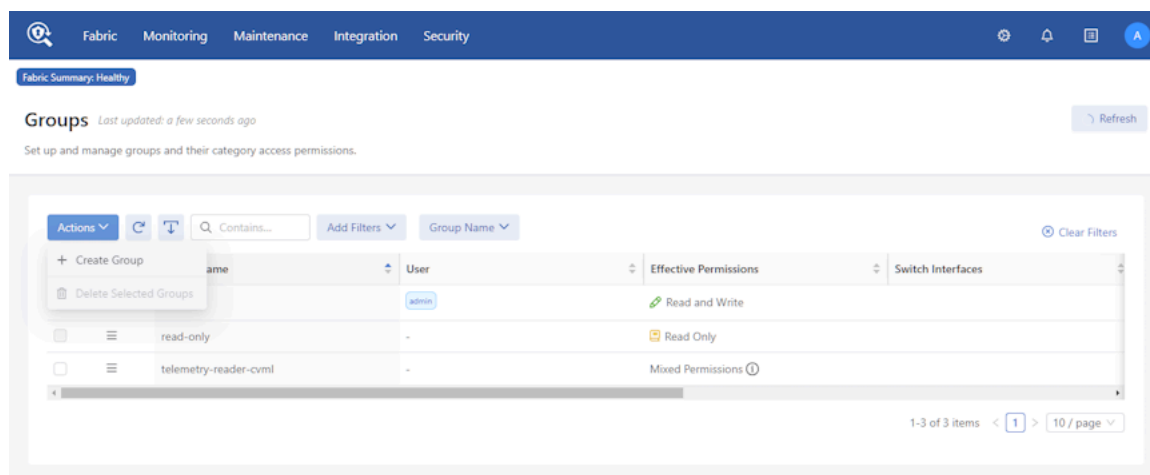 Fabric Monitoring Maintenance Integration Security A
Fabric Summary: Healthy
Groups Last updated: a few seconds ago Refresh
Set up and manage groups and their category access permissions.
Actions Contains... Add Filters Group Name Clear Filters
+ Create Group
Delete Selected Groups
ame User Effective Permissions Switch Interfaces
admin Read and Write
read-only - Read Only
telemetry-reader-cvml - Mixed Permissions
1-3 of 3 items < 1 > 10 / page